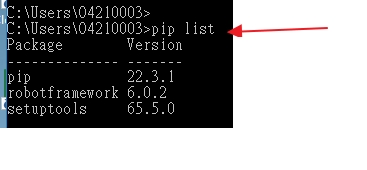 C:\Users\04210003>
C:\Users\04210003>pip list
Package Version
-------------- -------
pip 22.3.1
robotframework 6.0.2
setuptools 65.5.0